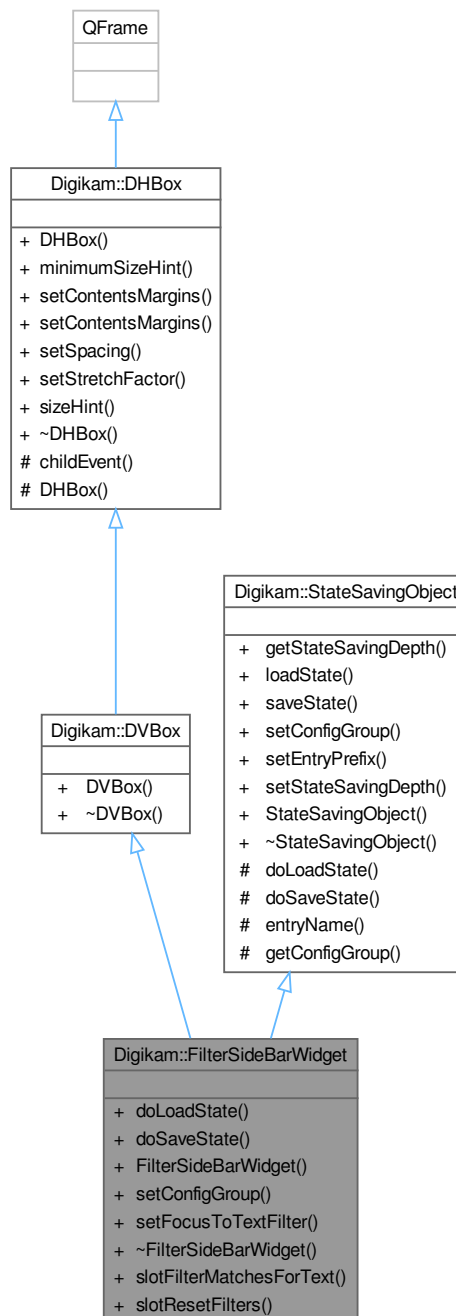 QFrame
Digikam::DHBox
+ DHBox()
+ minimumSizeHint()
+ setContentsMargins()
+ setContentsMargins()
+ setSpacing()
+ setStretchFactor()
+ sizeHint()
+ ~DHBox()
# childEvent()
# DHBox()
Digikam::StateSavingObject
+ getStateSavingDepth()
+ loadState()
+ saveState()
+ setConfigGroup()
+ setEntryPrefix()
+ setStateSavingDepth()
+ StateSavingObject()
+ ~StateSavingObject()
# doLoadState()
# doSaveState()
# entryName()
# getConfigGroup()
Digikam::DVBox
+ DVBox()
+ ~DVBox()
Digikam::FilterSideBarWidget
+ doLoadState()
+ doSaveState()
+ FilterSideBarWidget()
+ setConfigGroup()
+ setFocusToTextFilter()
+ ~FilterSideBarWidget()
+ slotFilterMatchesForText()
+ slotResetFilters()